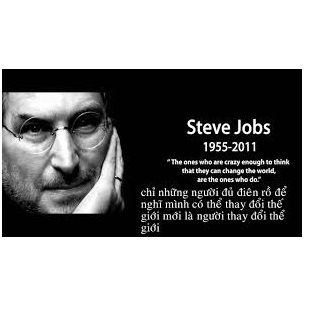 Steve Jobs
1955-2011
"The ones who are crazy enough to think
that they can change the world,
are the ones who do."
chỉ những người đủ điên rồ để
nghĩ mình có thể thay đổi thế
giới mới là người thay đổi thế
giới